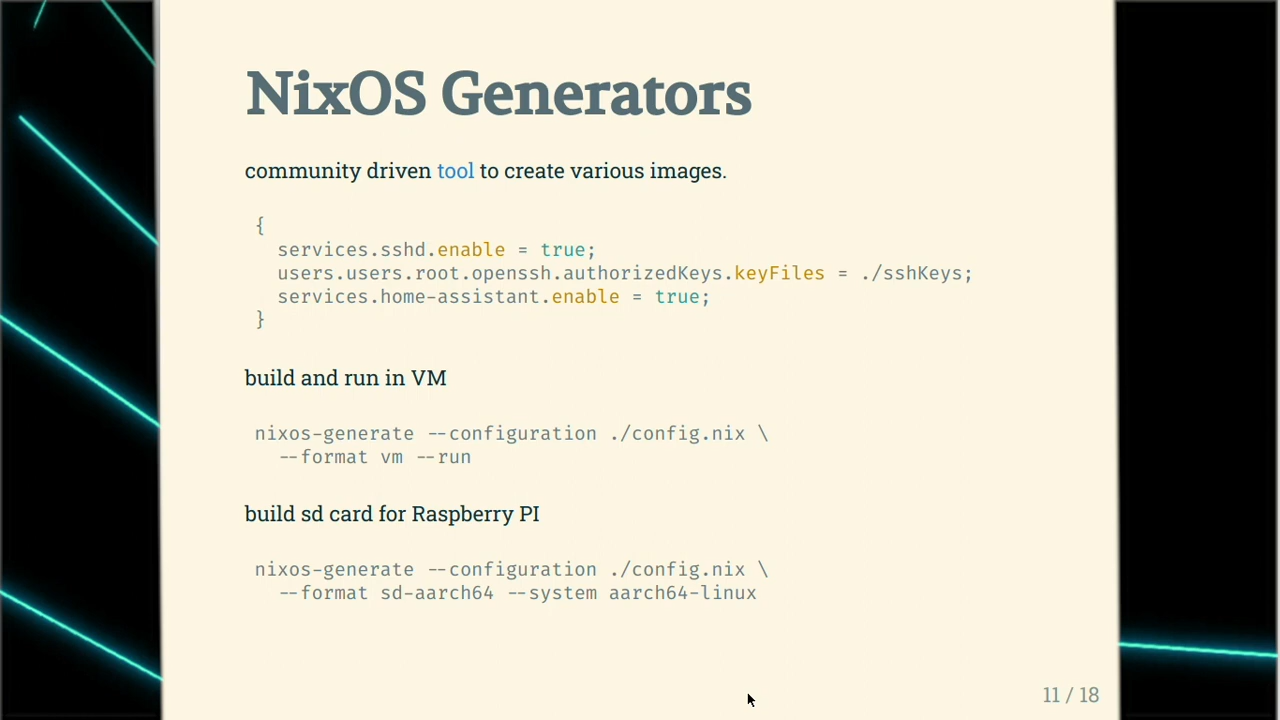 NixOS Generators
community driven tool to create various images.
{
  services.sshd.enable = true;
  users.users.root.openssh.authorizedKeys.keyFiles = ./sshKeys;
  services.home-assistant.enable = true;
}
build and run in VM
nixos-generate --configuration ./config.nix \
  --format vm --run
build sd card for Raspberry PI
nixos-generate --configuration ./config.nix \
  --format sd-aarch64 --system aarch64-linux
11 / 18